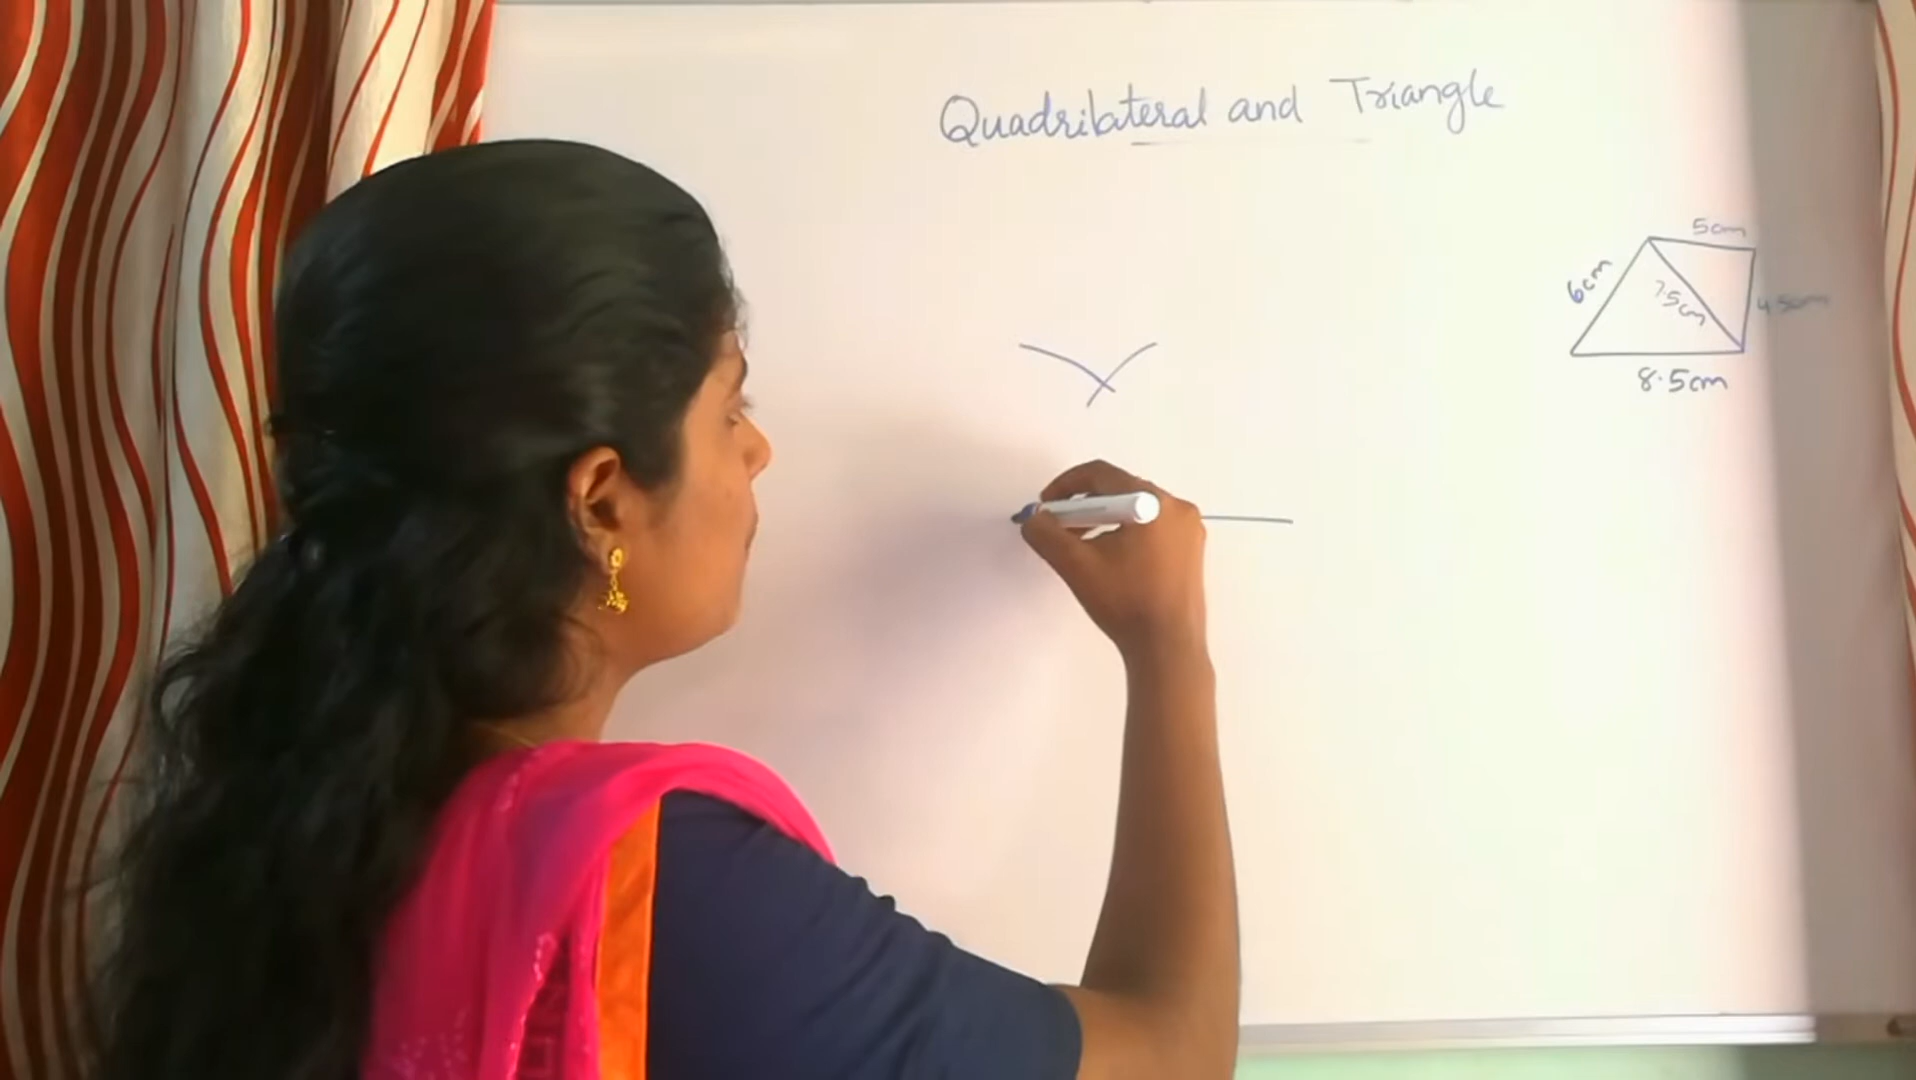 Quadrilateral and Triangle
5cm
6cm
7.5cm
4.5cm
8.5cm